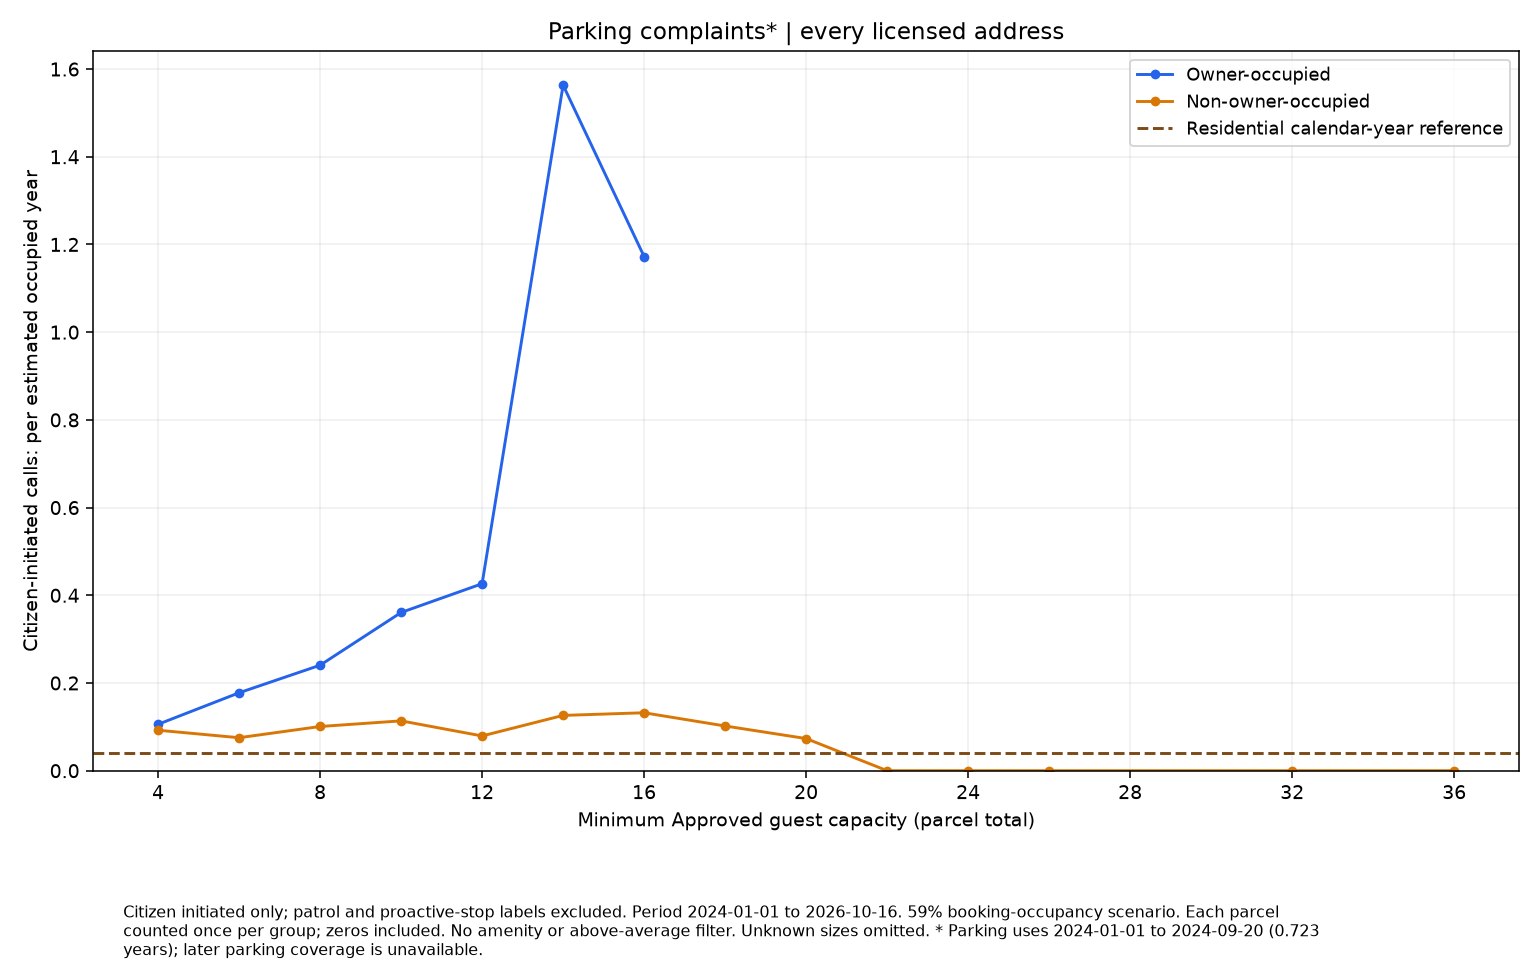 Parking complaints* | every licensed address
Citizen-initiated calls: per estimated occupied year
1.6
1.4
1.2
1.0
0.8
0.6
0.4
0.2
0.0
Owner-occupied
Non-owner-occupied
Residential calendar-year reference
4 8 12 16 20 24 28 32 36
Minimum Approved guest capacity (parcel total)
Citizen initiated only; patrol and proactive-stop labels excluded. Period 2024-01-01 to 2026-10-16. 59% booking-occupancy scenario. Each parcel
counted once per group; zeros included. No amenity or above-average filter. Unknown sizes omitted. * Parking uses 2024-01-01 to 2024-09-20 (0.723
years); later parking coverage is unavailable.